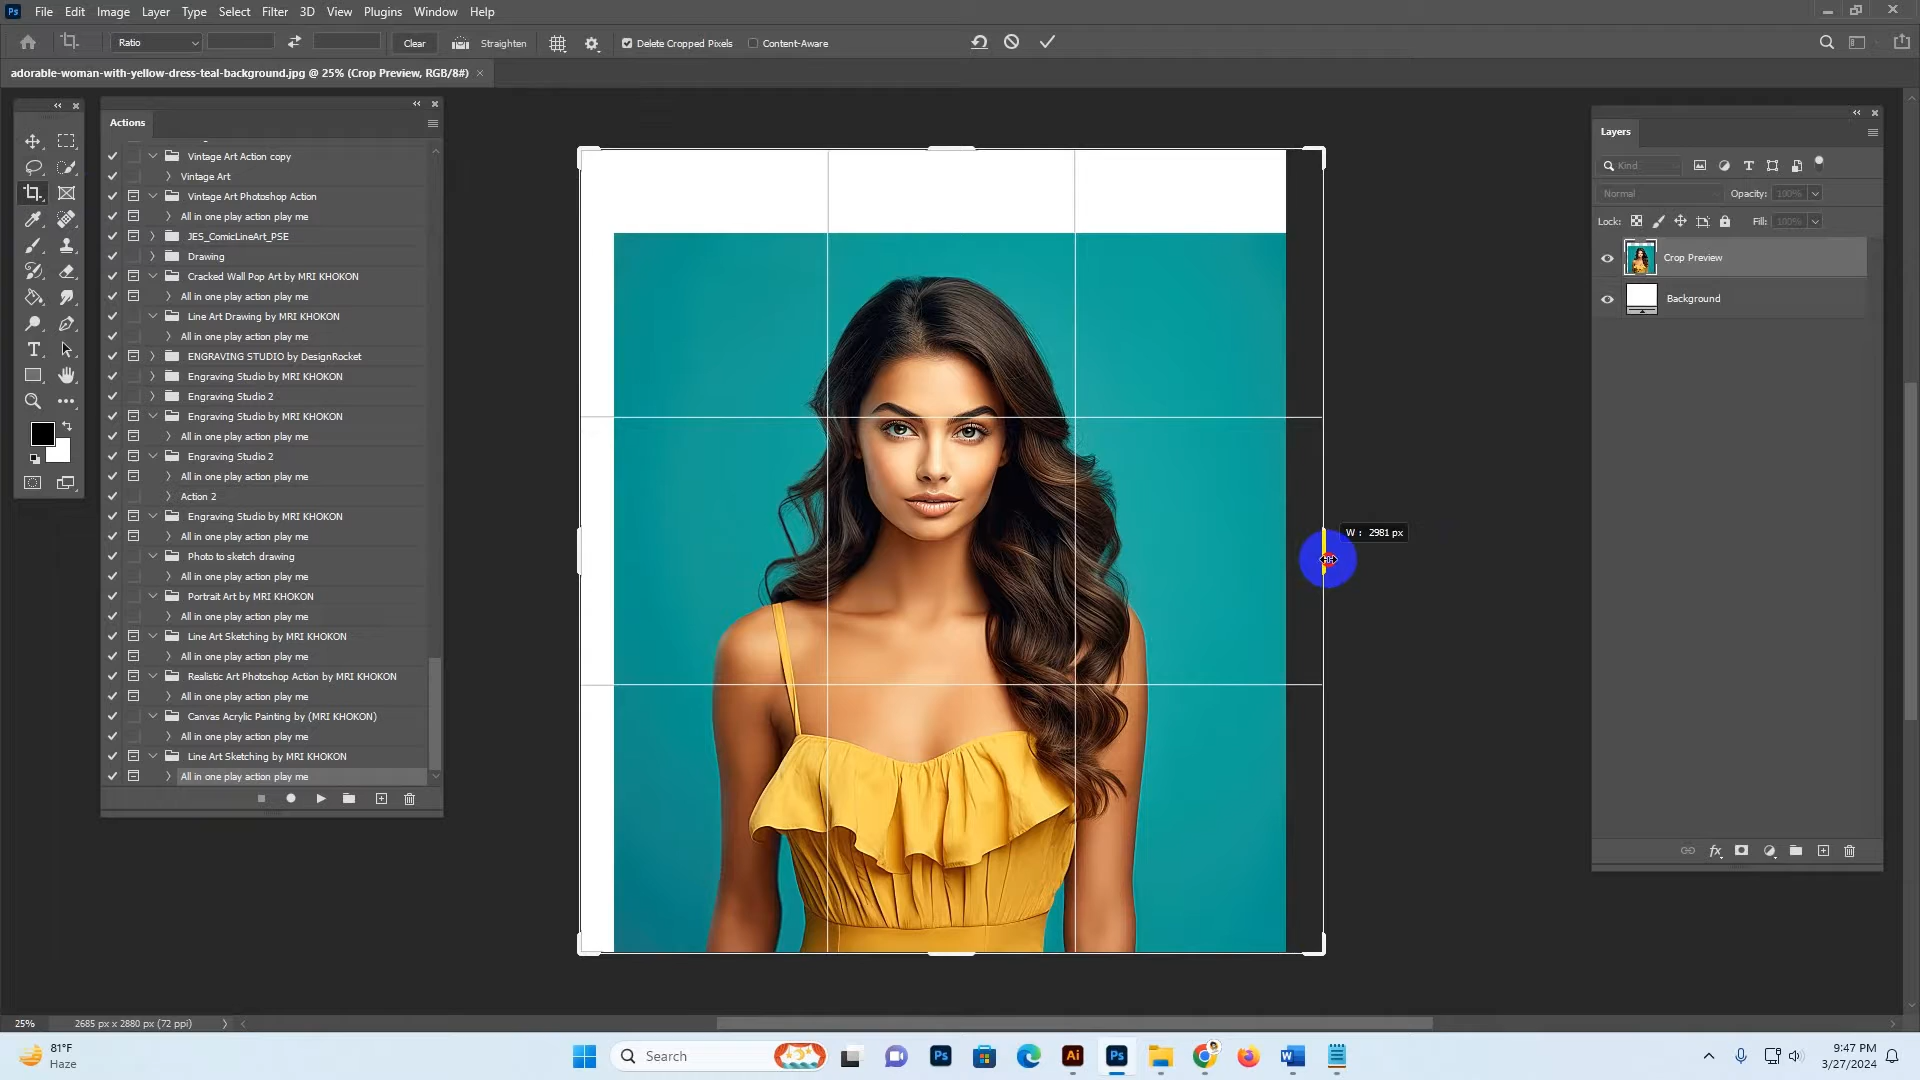 Ps File Edit Image Layer Type Select Filter 3D View Plugins Window Help
Ratio Clear Straighten Delete Cropped Pixels Content-Aware
adorable-woman-with-yellow-dress-teal-background.jpg @ 25% (Crop Preview, RGB/8#)
Actions
Vintage Art Action copy
Vintage Art
Vintage Art Photoshop Action
All in one play action play me
JES_ComicLineArt_PSE
Drawing
Cracked Wall Pop Art by MRI KHOKON
All in one play action play me
Line Art Drawing by MRI KHOKON
All in one play action play me
ENGRAVING STUDIO by DesignRocket
Engraving Studio by MRI KHOKON
Engraving Studio 2
Engraving Studio by MRI KHOKON
All in one play action play me
Engraving Studio 2
All in one play action play me
Action 2
Engraving Studio by MRI KHOKON
All in one play action play me
Photo to sketch drawing
All in one play action play me
Portrait Art by MRI KHOKON
All in one play action play me
Line Art Sketching by MRI KHOKON
All in one play action play me
Realistic Art Photoshop Action by MRI KHOKON
All in one play action play me
Canvas Acrylic Painting by (MRI KHOKON)
All in one play action play me
Line Art Sketching by MRI KHOKON
All in one play action play me
W : 2981 px
Layers
Kind
Normal Opacity: 100%
Lock: Fill: 100%
Crop Preview
Background
25% 2685 px x 2880 px (72 ppi)
81°F
Haze
Search
Ps
Ai
Ps
W
9:47 PM
3/27/2024